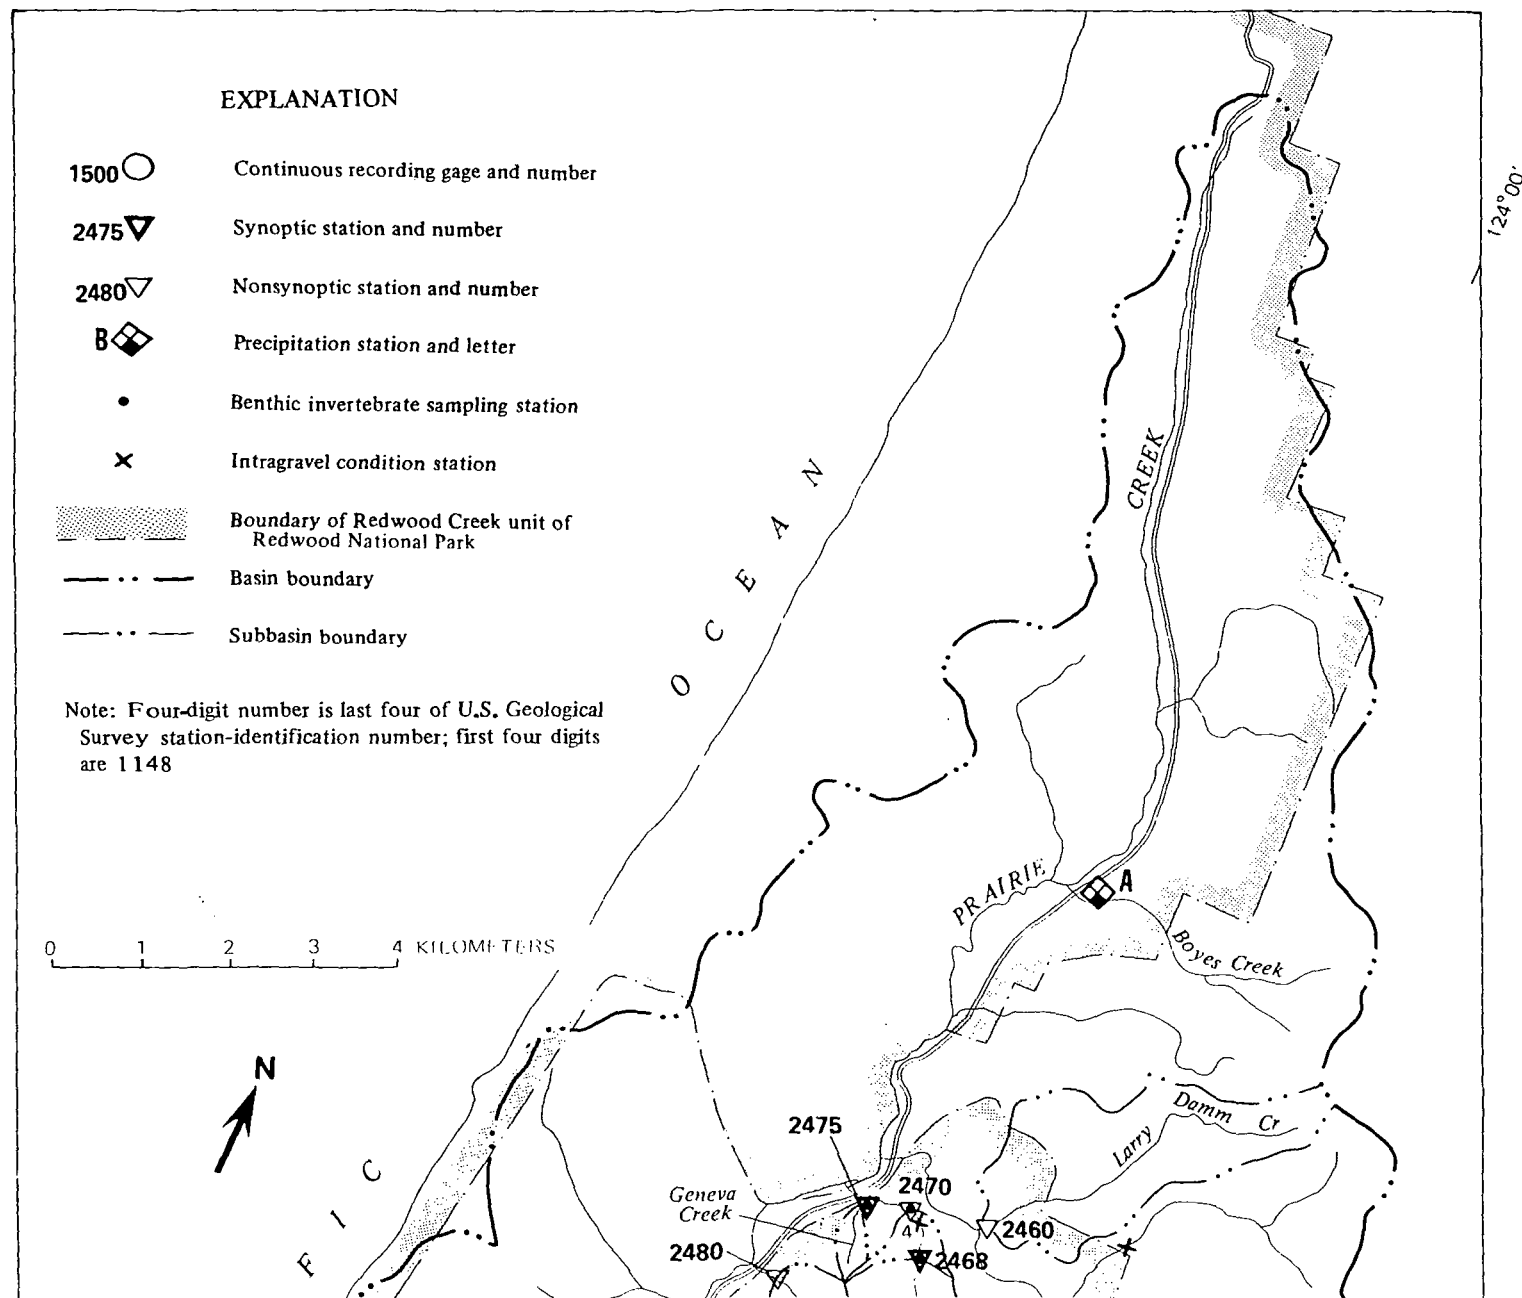 EXPLANATION
1500 Continuous recording gage and number
2475 Synoptic station and number
2480 Nonsynoptic station and number
B Precipitation station and letter
Benthic invertebrate sampling station
Intragravel condition station
Boundary of Redwood Creek unit of
Redwood National Park
Basin boundary
Subbasin boundary
Note: Four-digit number is last four of U.S. Geological
Survey station-identification number; first four digits
are 1148
0 1 2 3 4 KILOMETERS
N
FIC
OCEAN
124°00'
PRAIRIE
CREEK
A
Boyes Creek
Larry
Damm Cr
2475
2470
Geneva
Creek
2460
2480
2468
4